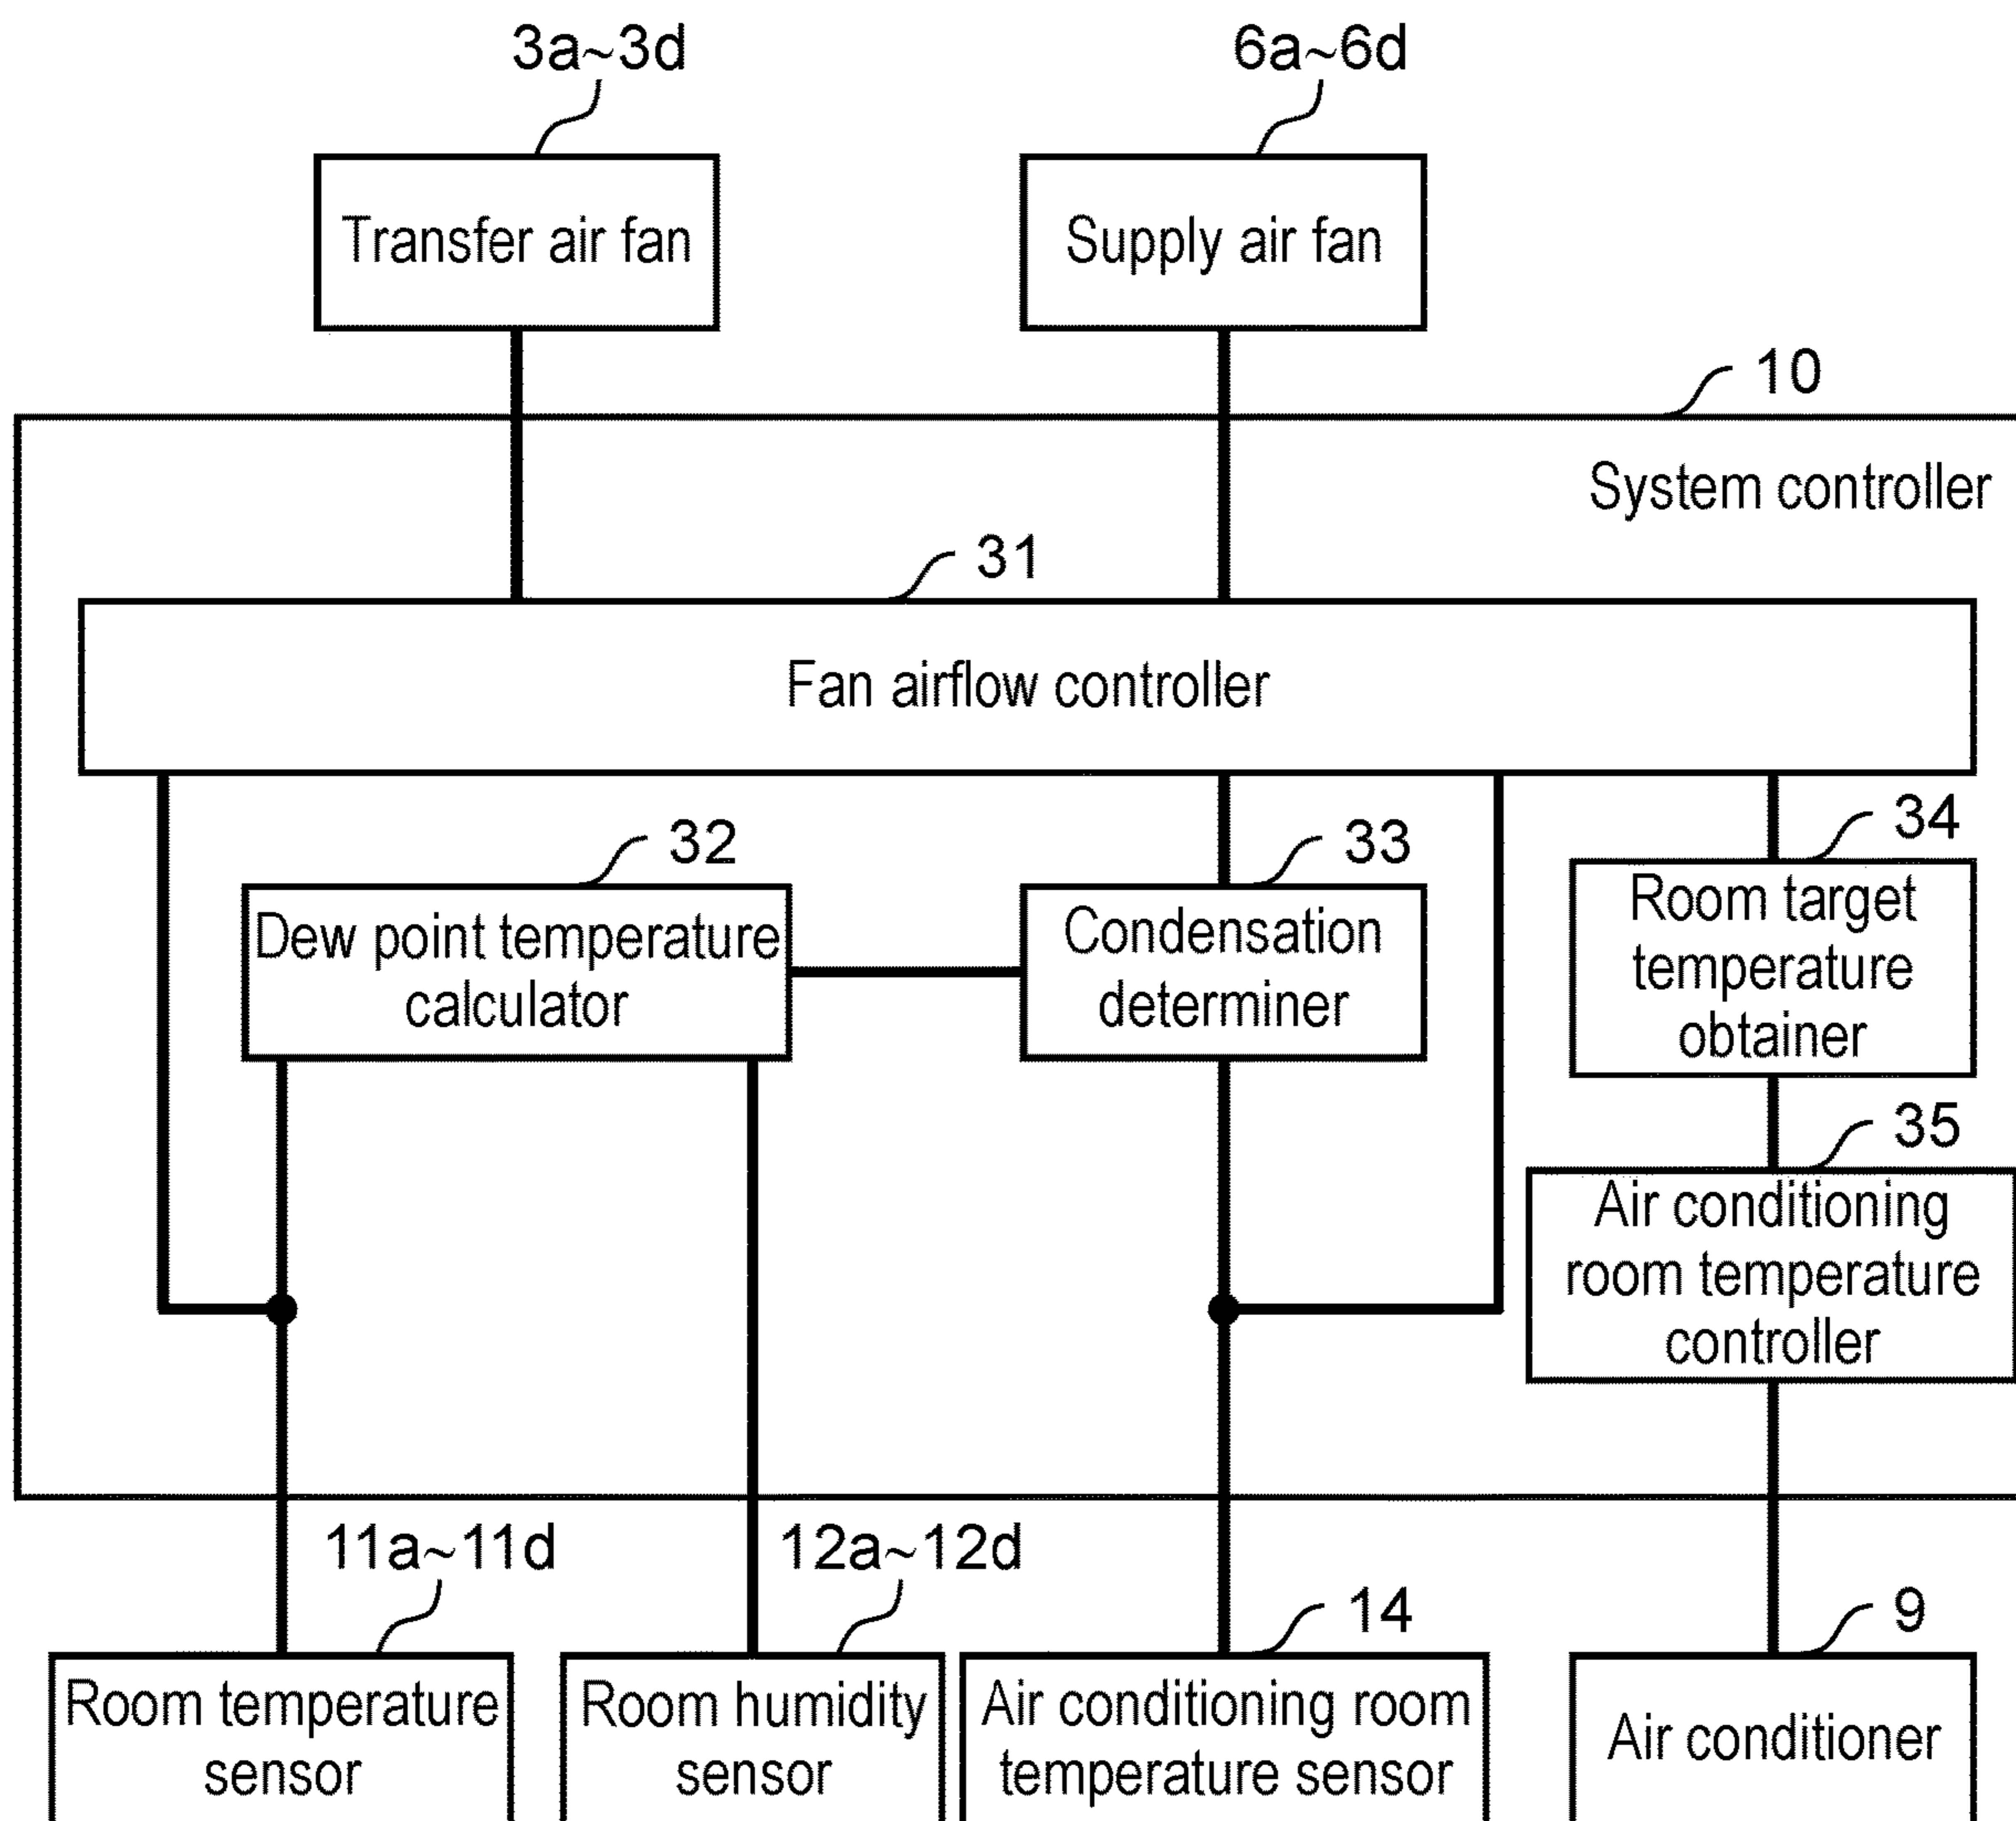 3a~3d
6a~6d
Transfer air fan
Supply air fan
10
System controller
31
Fan airflow controller
32
33
34
Dew point temperature
calculator
Condensation
determiner
Room target
temperature
obtainer
35
Air conditioning
room temperature
controller
11a~11d
12a~12d
14
9
Room temperature
sensor
Room humidity
sensor
Air conditioning room
temperature sensor
Air conditioner